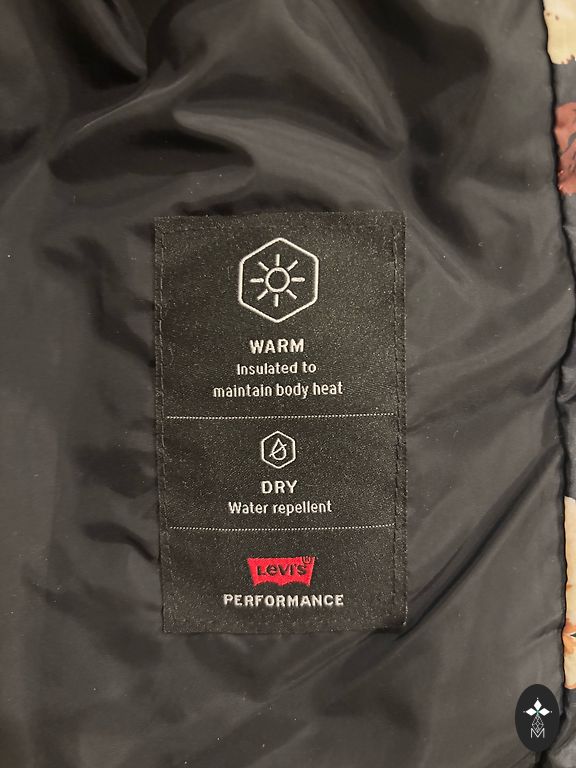 WARM
Insulated to
maintain body heat
DRY
Water repellent
Levi's®
PERFORMANCE
M